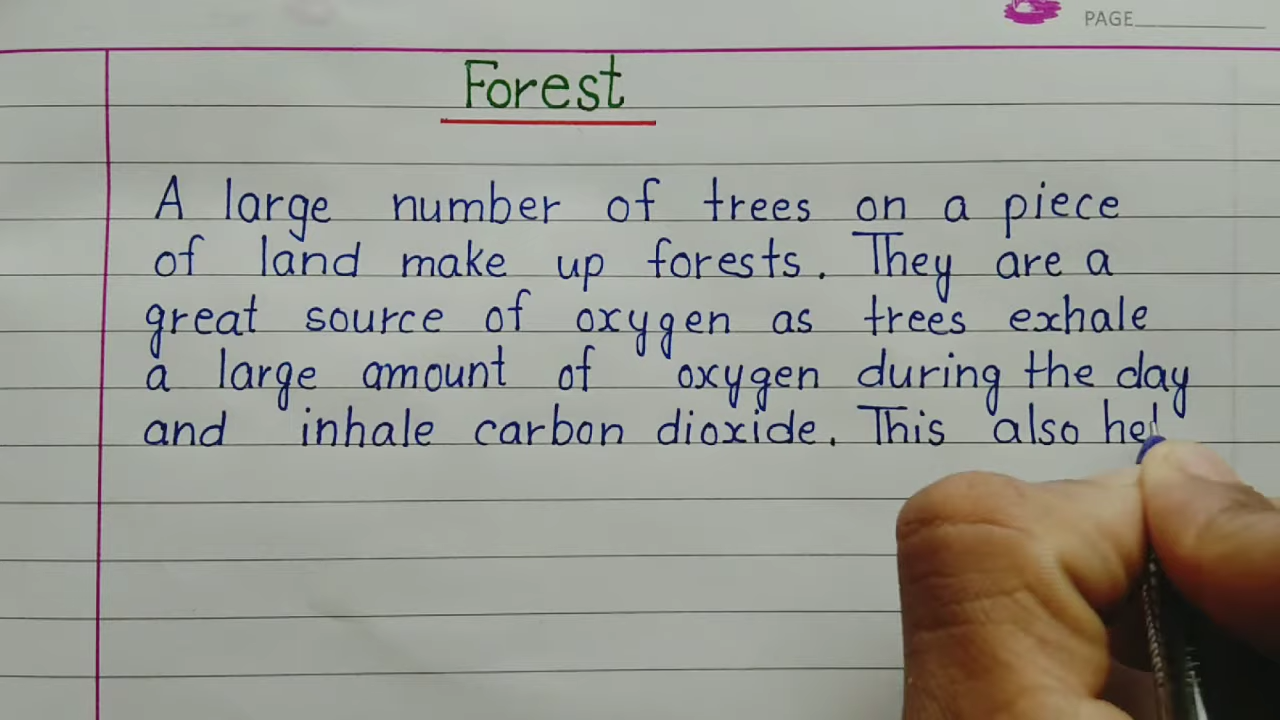 PAGE
Forest
A large number of trees on a piece
of land make up forests. They are a
great source of oxygen as trees exhale
a large amount of oxygen during the day
and inhale carbon dioxide. This also hel